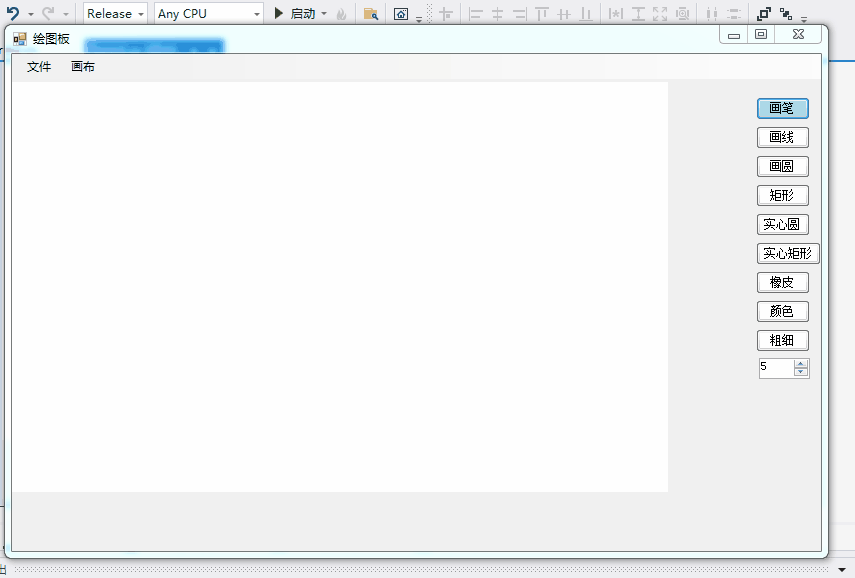 Release Any CPU 启动
绘图板
文件 画布
画笔
画线
画圆
矩形
实心圆
实心矩形
橡皮
颜色
粗细
5
出